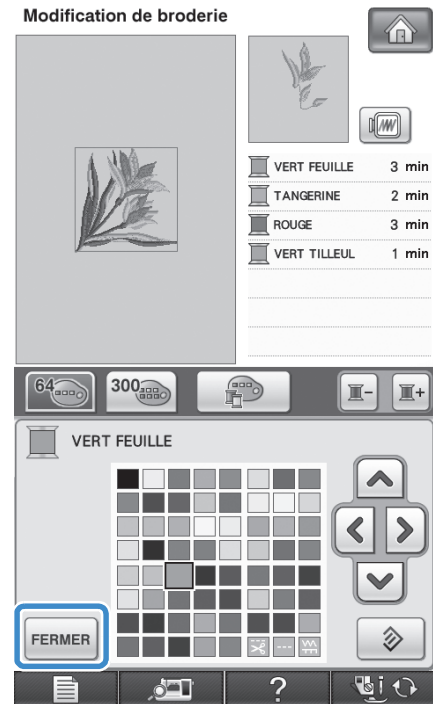 Modification de broderie
VERT FEUILLE 3 min
TANGERINE 2 min
ROUGE 3 min
VERT TILLEUL 1 min
64 300 - +
VERT FEUILLE
FERMER
?